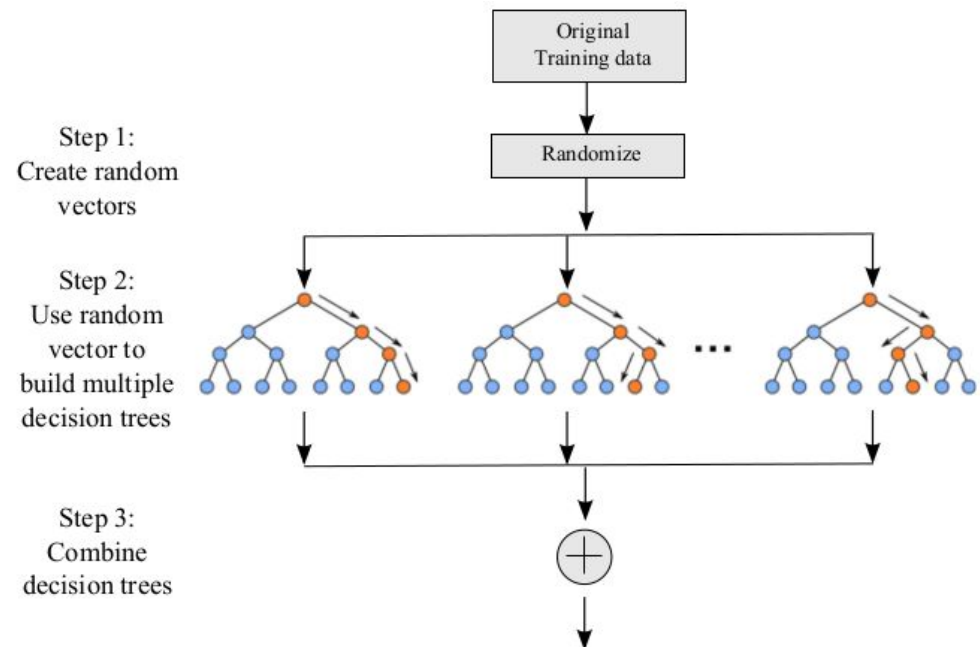 Original
Training data
Step 1:
Create random
vectors
Randomize
Step 2:
Use random
vector to
build multiple
decision trees
Step 3:
Combine
decision trees